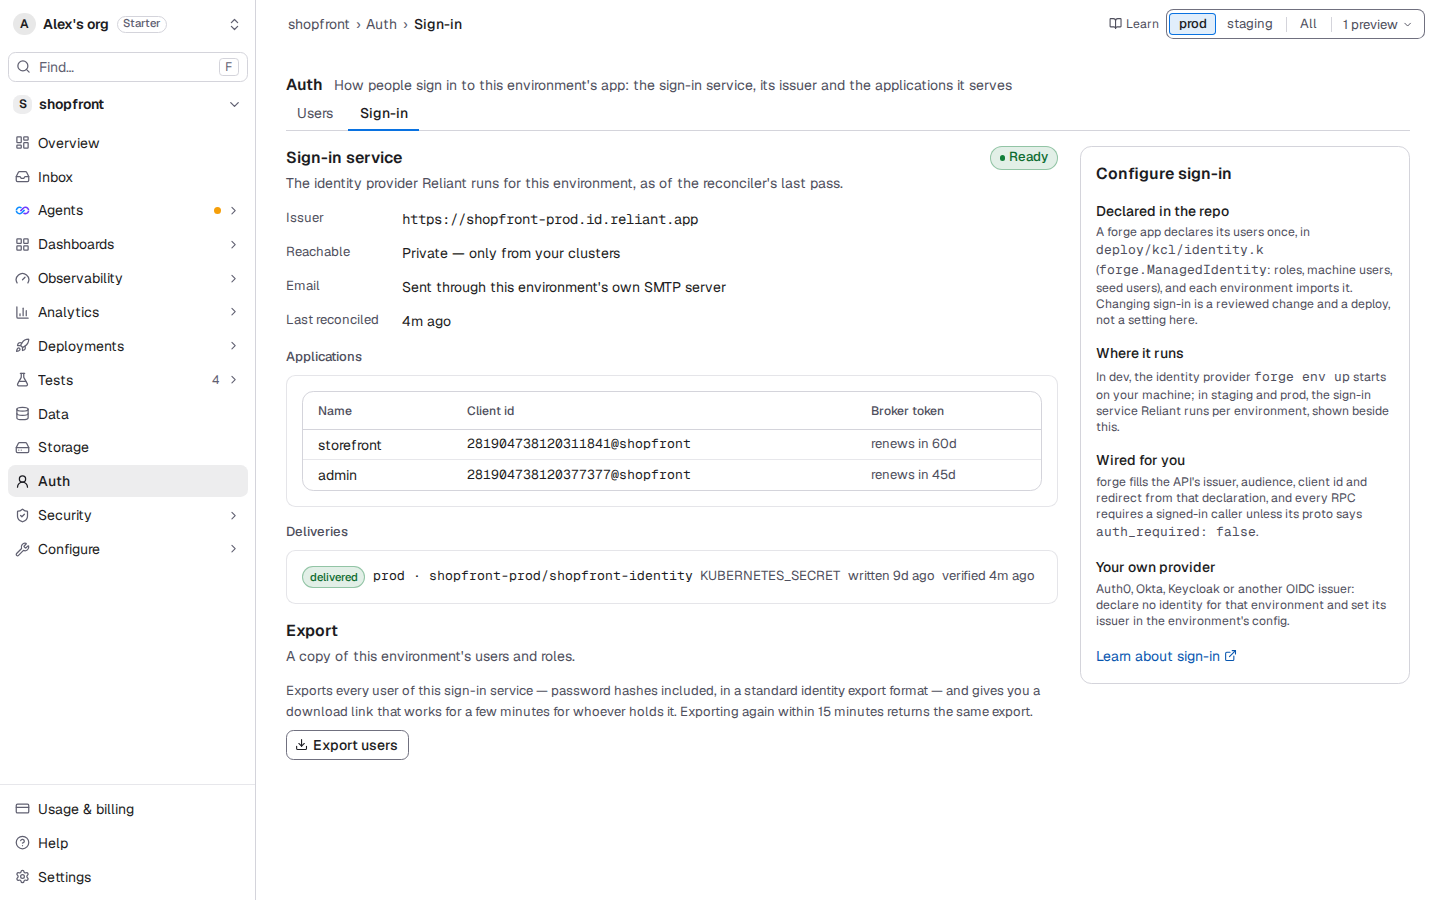 A Alex's org Starter
Find... F
S shopfront
Overview
Inbox
Agents
Dashboards
Observability
Analytics
Deployments
Tests 4
Data
Storage
Auth
Security
Configure
Usage & billing
Help
Settings
shopfront › Auth › Sign-in
Learn prod staging All 1 preview
Auth How people sign in to this environment's app: the sign-in service, its issuer and the applications it serves
Users Sign-in
Sign-in service Ready
The identity provider Reliant runs for this environment, as of the reconciler's last pass.
Issuer https://shopfront-prod.id.reliant.app
Reachable Private — only from your clusters
Email Sent through this environment's own SMTP server
Last reconciled 4m ago
Applications
Name Client id Broker token
storefront 281904738120311841@shopfront renews in 60d
admin 281904738120377377@shopfront renews in 45d
Deliveries
delivered prod · shopfront-prod/shopfront-identity KUBERNETES_SECRET written 9d ago verified 4m ago
Export
A copy of this environment's users and roles.
Exports every user of this sign-in service — password hashes included, in a standard identity export format — and gives you a
download link that works for a few minutes for whoever holds it. Exporting again within 15 minutes returns the same export.
Export users
Configure sign-in
Declared in the repo
A forge app declares its users once, in
deploy/kcl/identity.k
(forge.ManagedIdentity: roles, machine users,
seed users), and each environment imports it.
Changing sign-in is a reviewed change and a deploy,
not a setting here.
Where it runs
In dev, the identity provider forge env up starts
on your machine; in staging and prod, the sign-in
service Reliant runs per environment, shown beside
this.
Wired for you
forge fills the API's issuer, audience, client id and
redirect from that declaration, and every RPC
requires a signed-in caller unless its proto says
auth_required: false.
Your own provider
Auth0, Okta, Keycloak or another OIDC issuer:
declare no identity for that environment and set its
issuer in the environment's config.
Learn about sign-in